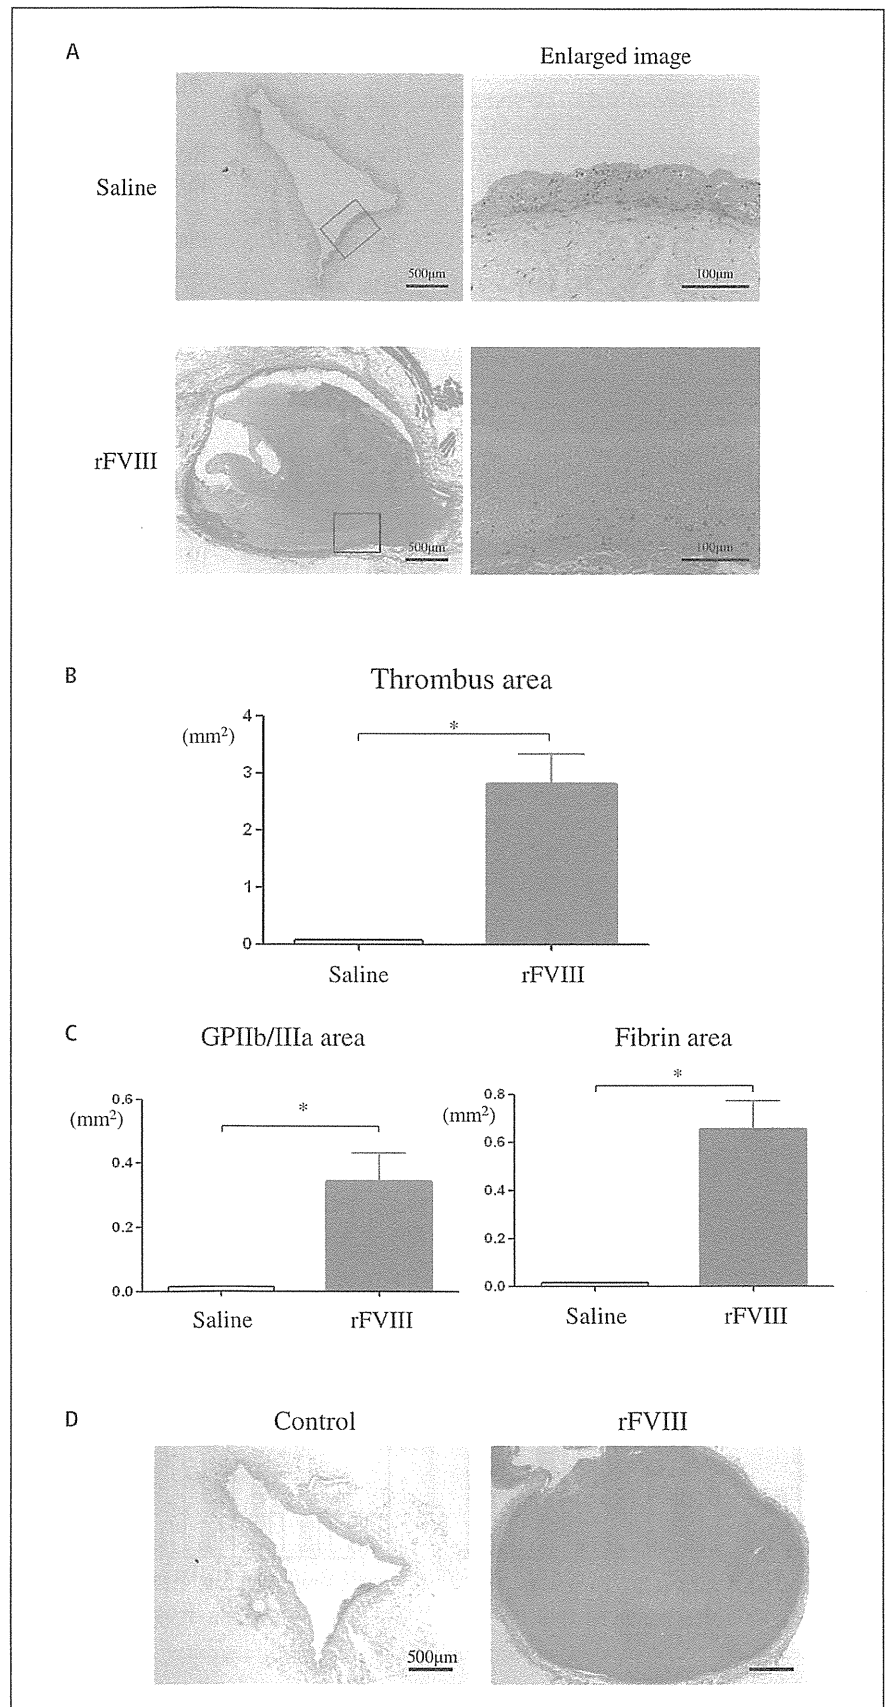 A
Enlarged image
Saline
500μm
100μm
rFVIII
500μm
100μm
B
Thrombus area
(mm²)
*
4
3
2
1
0
Saline
rFVIII
C
GPIIb/IIIa area
Fibrin area
(mm²)
*
0.6
0.4
0.2
0.0
Saline
rFVIII
(mm²)
*
0.8
0.6
0.4
0.2
0.0
Saline
rFVIII
D
Control
rFVIII
500μm